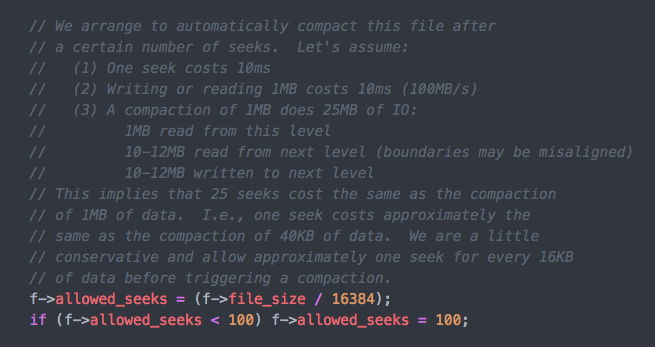 // We arrange to automatically compact this file after
// a certain number of seeks.  Let's assume:
//   (1) One seek costs 10ms
//   (2) Writing or reading 1MB costs 10ms (100MB/s)
//   (3) A compaction of 1MB does 25MB of IO:
//         1MB read from this level
//         10-12MB read from next level (boundaries may be misaligned)
//         10-12MB written to next level
// This implies that 25 seeks cost the same as the compaction
// of 1MB of data.  I.e., one seek costs approximately the
// same as the compaction of 40KB of data.  We are a little
// conservative and allow approximately one seek for every 16KB
// of data before triggering a compaction.
f->allowed_seeks = (f->file_size / 16384);
if (f->allowed_seeks < 100) f->allowed_seeks = 100;